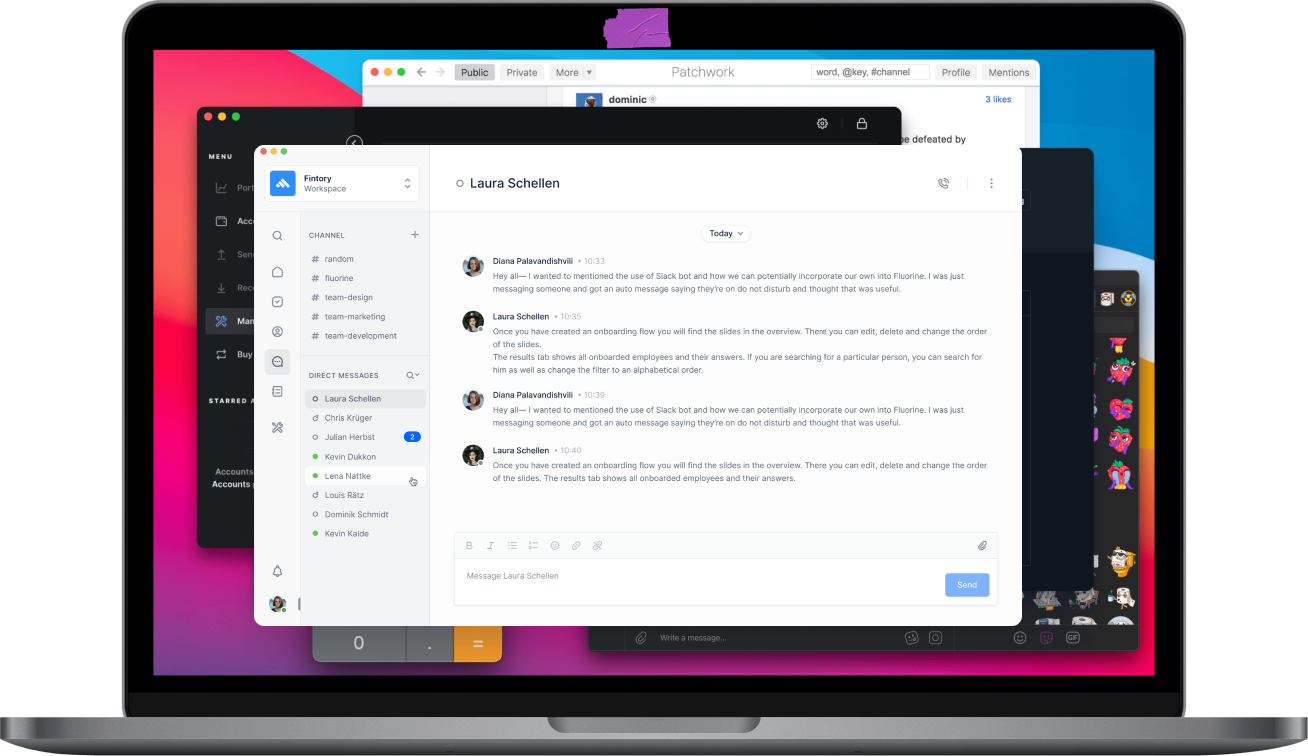 Public
Private
More
Patchwork
word, @key, #channel
Profile
Mentions
dominic
3 likes
be defeated by
MENU
Port
Acc
Sen
Rece
Man
Buy
STARRED A
Accounts
Accounts
Fintory
Workspace
CHANNEL
# random
# fluorine
# team-design
# team-marketing
# team-development
DIRECT MESSAGES
Laura Schellen
Chris Krüger
Julian Herbst 2
Kevin Dukkon
Lena Nattke
Louis Rätz
Dominik Schmidt
Kevin Kalde
Laura Schellen
Today
Diana Palavandishvili • 10:33
Hey all— I wanted to mentioned the use of Slack bot and how we can potentially incorporate our own into Fluorine. I was just
messaging someone and got an auto message saying they're on do not disturb and thought that was useful.
Laura Schellen • 10:35
Once you have created an onboarding flow you will find the slides in the overview. There you can edit, delete and change the order
of the slides.
The results tab shows all onboarded employees and their answers. If you are searching for a particular person, you can search for
him as well as change the filter to an alphabetical order.
Diana Palavandishvili • 10:39
Hey all— I wanted to mentioned the use of Slack bot and how we can potentially incorporate our own into Fluorine. I was just
messaging someone and got an auto message saying they're on do not disturb and thought that was useful.
Laura Schellen • 10:40
Once you have created an onboarding flow you will find the slides in the overview. There you can edit, delete and change the order
of the slides. The results tab shows all onboarded employees and their answers.
B I
Message Laura Schellen
Send
0 . =
Write a message...
GIF